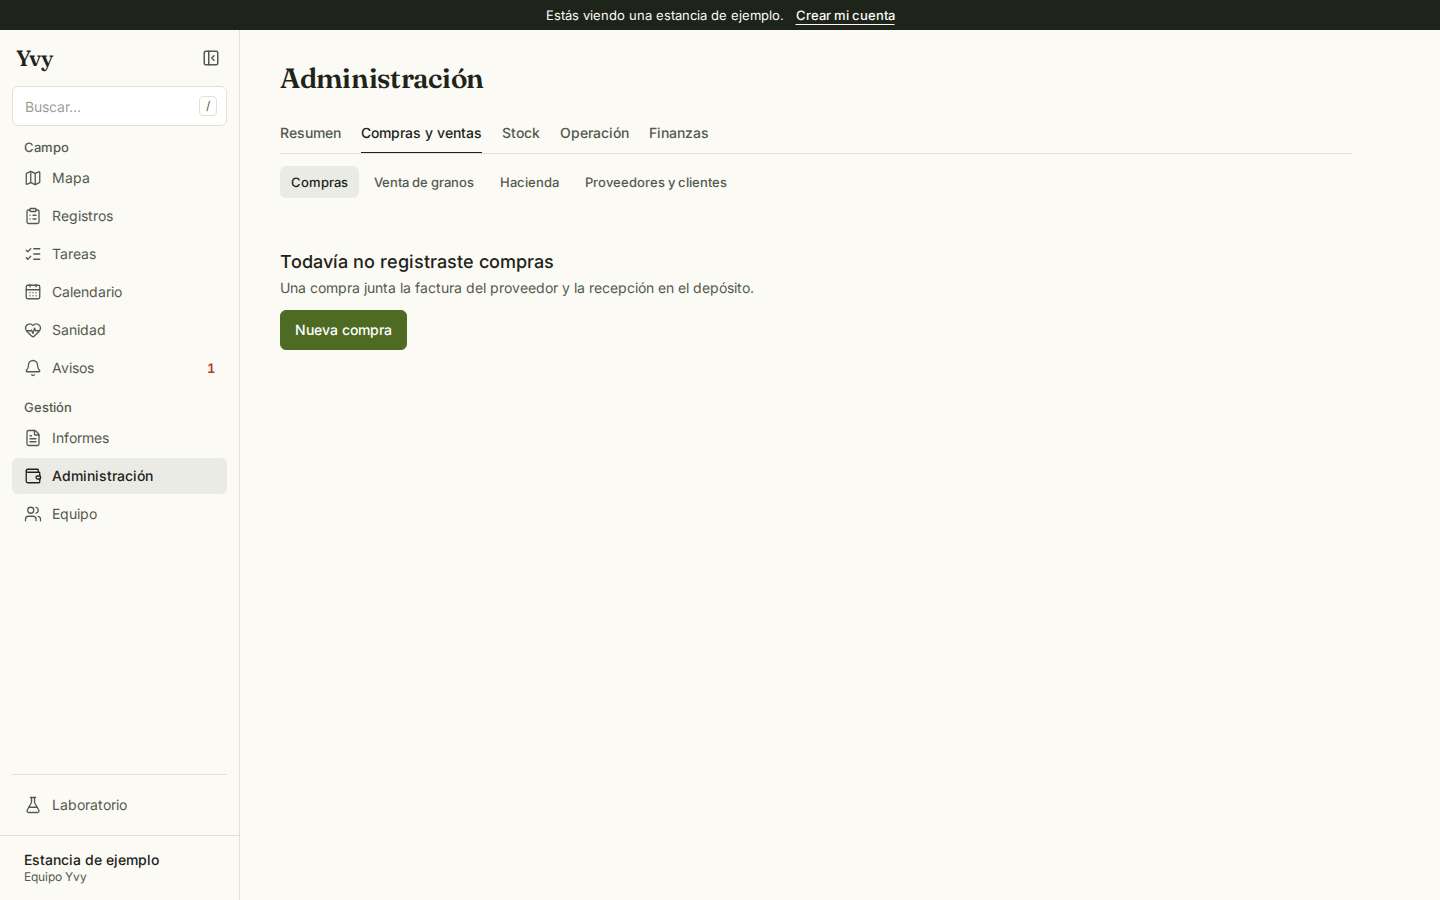 Estás viendo una estancia de ejemplo. Crear mi cuenta
Yvy
Buscar... /
Campo
Mapa
Registros
Tareas
Calendario
Sanidad
Avisos 1
Gestión
Informes
Administración
Equipo
Laboratorio
Estancia de ejemplo
Equipo Yvy
Administración
Resumen Compras y ventas Stock Operación Finanzas
Compras Venta de granos Hacienda Proveedores y clientes
Todavía no registraste compras
Una compra junta la factura del proveedor y la recepción en el depósito.
Nueva compra